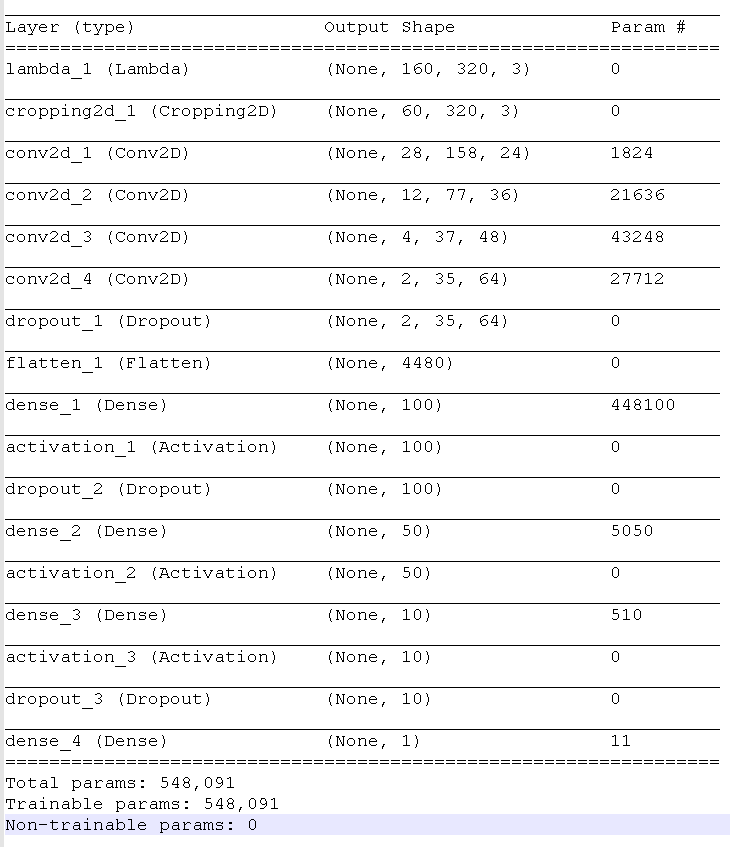 Layer (type) Output Shape Param #
=================================================================
lambda_1 (Lambda) (None, 160, 320, 3) 0
cropping2d_1 (Cropping2D) (None, 60, 320, 3) 0
conv2d_1 (Conv2D) (None, 28, 158, 24) 1824
conv2d_2 (Conv2D) (None, 12, 77, 36) 21636
conv2d_3 (Conv2D) (None, 4, 37, 48) 43248
conv2d_4 (Conv2D) (None, 2, 35, 64) 27712
dropout_1 (Dropout) (None, 2, 35, 64) 0
flatten_1 (Flatten) (None, 4480) 0
dense_1 (Dense) (None, 100) 448100
activation_1 (Activation) (None, 100) 0
dropout_2 (Dropout) (None, 100) 0
dense_2 (Dense) (None, 50) 5050
activation_2 (Activation) (None, 50) 0
dense_3 (Dense) (None, 10) 510
activation_3 (Activation) (None, 10) 0
dropout_3 (Dropout) (None, 10) 0
dense_4 (Dense) (None, 1) 11
=================================================================
Total params: 548,091
Trainable params: 548,091
Non-trainable params: 0